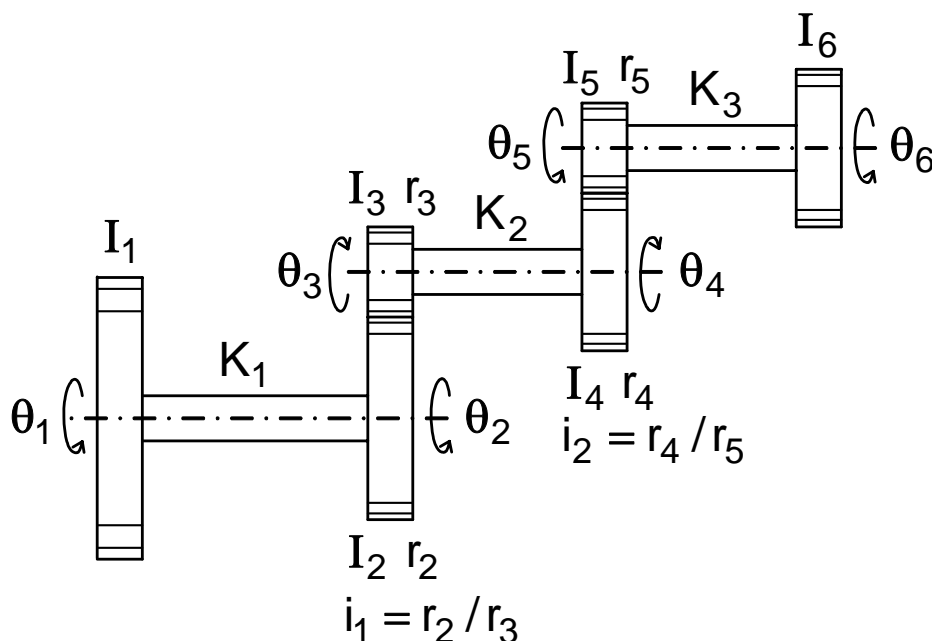 I₆
I₅ r₅
K₃
θ₅
θ₆
I₃ r₃
K₂
I₁
θ₃
θ₄
K₁
I₄ r₄
θ₁
θ₂
i₂ = r₄ / r₅
I₂ r₂
i₁ = r₂ / r₃